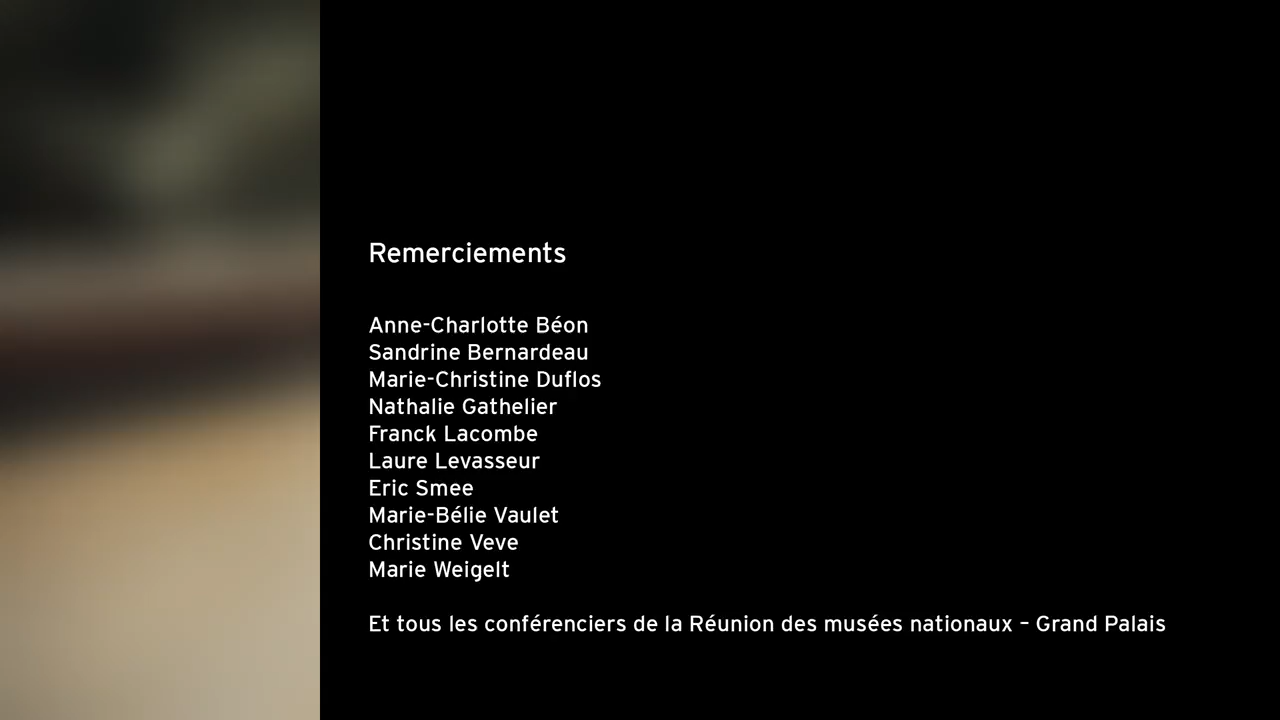 Remerciements
Anne-Charlotte Béon
Sandrine Bernardeau
Marie-Christine Duflos
Nathalie Gathelier
Franck Lacombe
Laure Levasseur
Eric Smee
Marie-Bélie Vaulet
Christine Veve
Marie Weigelt
Et tous les conférenciers de la Réunion des musées nationaux – Grand Palais